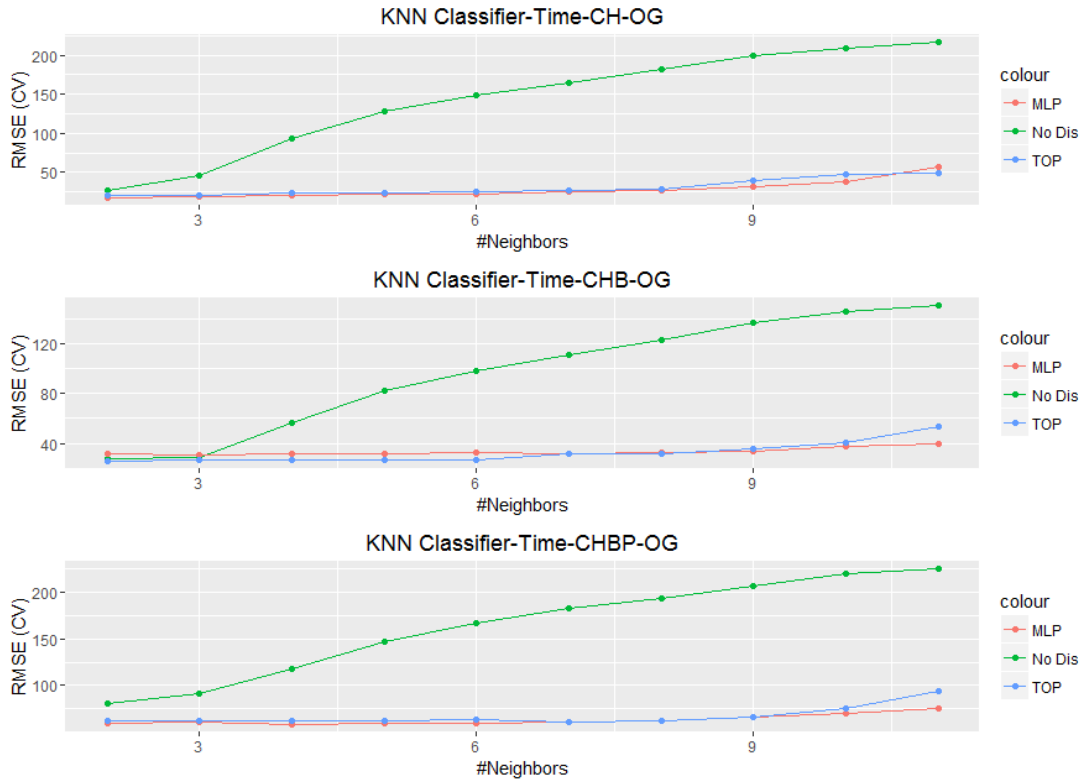 KNN Classifier-Time-CH-OG
RMSE (CV)
200
150
100
50
3
6
9
#Neighbors
colour
MLP
No Dis
TOP
KNN Classifier-Time-CHB-OG
RMSE (CV)
120
80
40
3
6
9
#Neighbors
colour
MLP
No Dis
TOP
KNN Classifier-Time-CHBP-OG
RMSE (CV)
200
150
100
3
6
9
#Neighbors
colour
MLP
No Dis
TOP